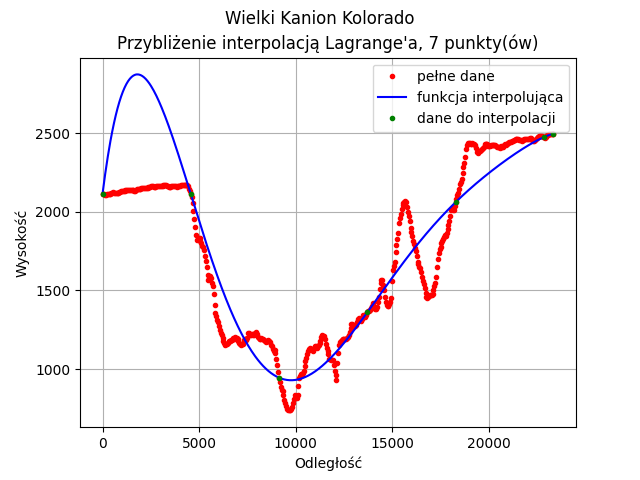 Wielki Kanion Kolorado
Przybliżenie interpolacją Lagrange'a, 7 punkty(ów)
pełne dane
funkcja interpolująca
dane do interpolacji
Wysokość
2500
2000
1500
1000
0 5000 10000 15000 20000
Odległość